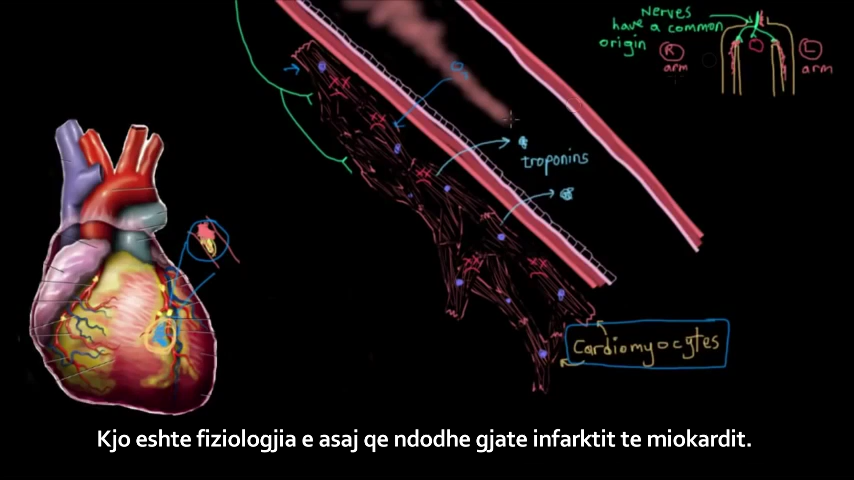 Nerves
have a common
origin
R
arm
L
arm
O₂
troponins
Cardiomyocytes
Kjo eshte fiziologjia e asaj qe ndodhe gjate infarktit te miokardit.